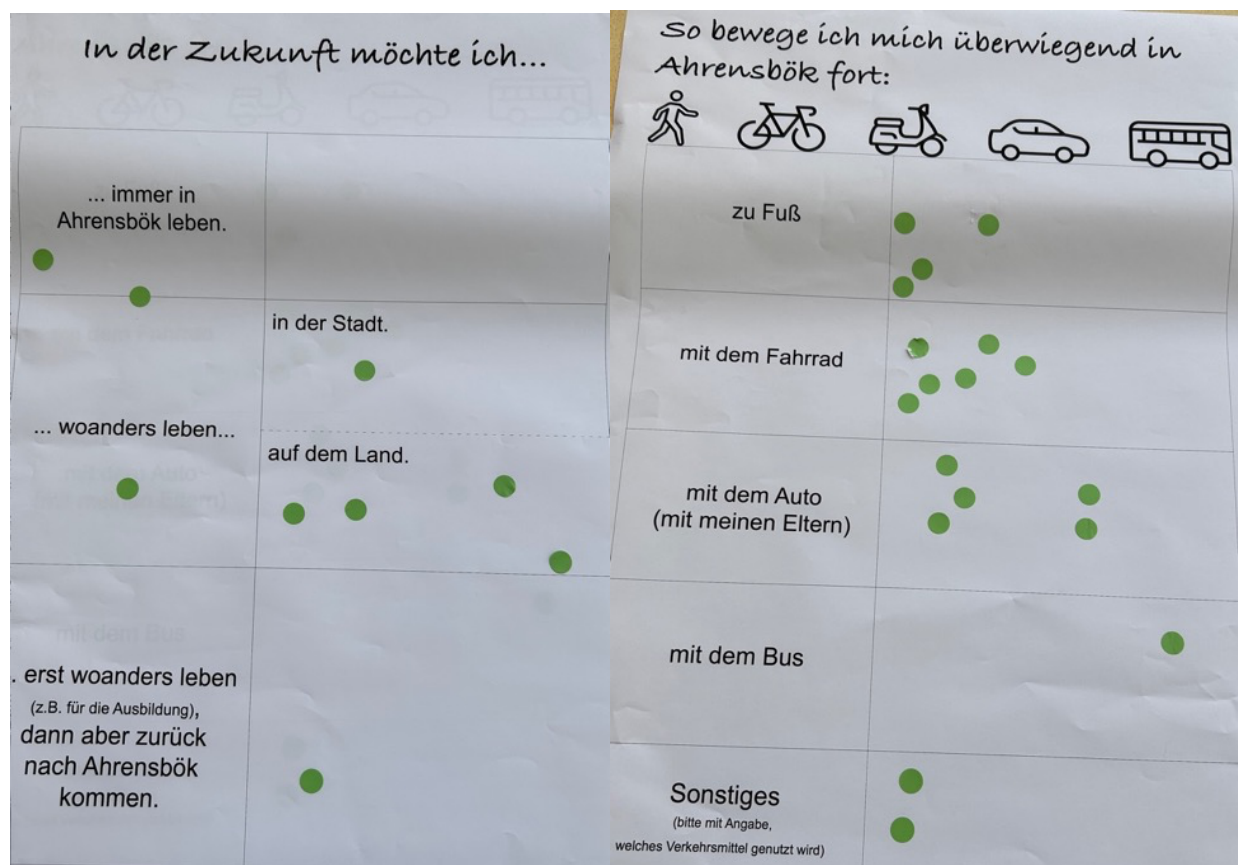 In der Zukunft möchte ich...
... immer in
Ahrensbök leben.
in der Stadt.
... woanders leben...
auf dem Land.
. erst woanders leben
(z.B. für die Ausbildung),
dann aber zurück
nach Ahrensbök
kommen.
So bewege ich mich überwiegend in
Ahrensbök fort:
zu Fuß
mit dem Fahrrad
mit dem Auto
(mit meinen Eltern)
mit dem Bus
Sonstiges
(bitte mit Angabe,
welches Verkehrsmittel genutzt wird)